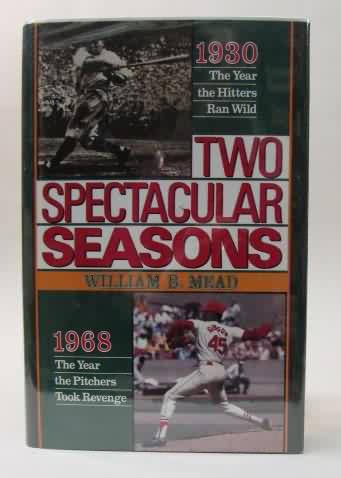 1930
The Year
the Hitters
Ran Wild
TWO
SPECTACULAR
SEASONS
WILLIAM B. MEAD
1968
The Year
the Pitchers
Took Revenge
GIBSON
45